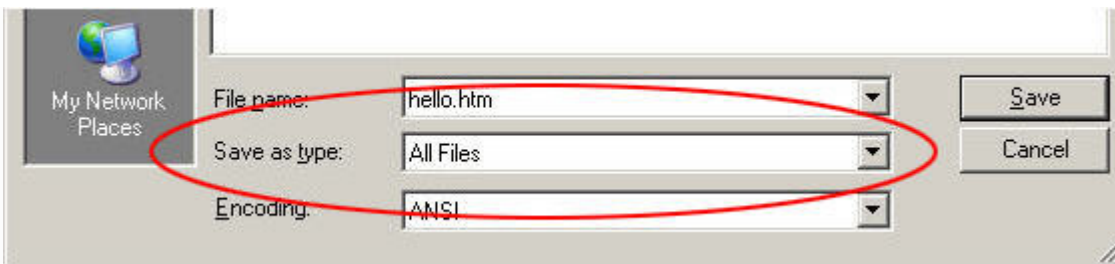 My Network
Places
File name:
hello.htm
Save
Save as type:
All Files
Cancel
Encoding:
ANSI